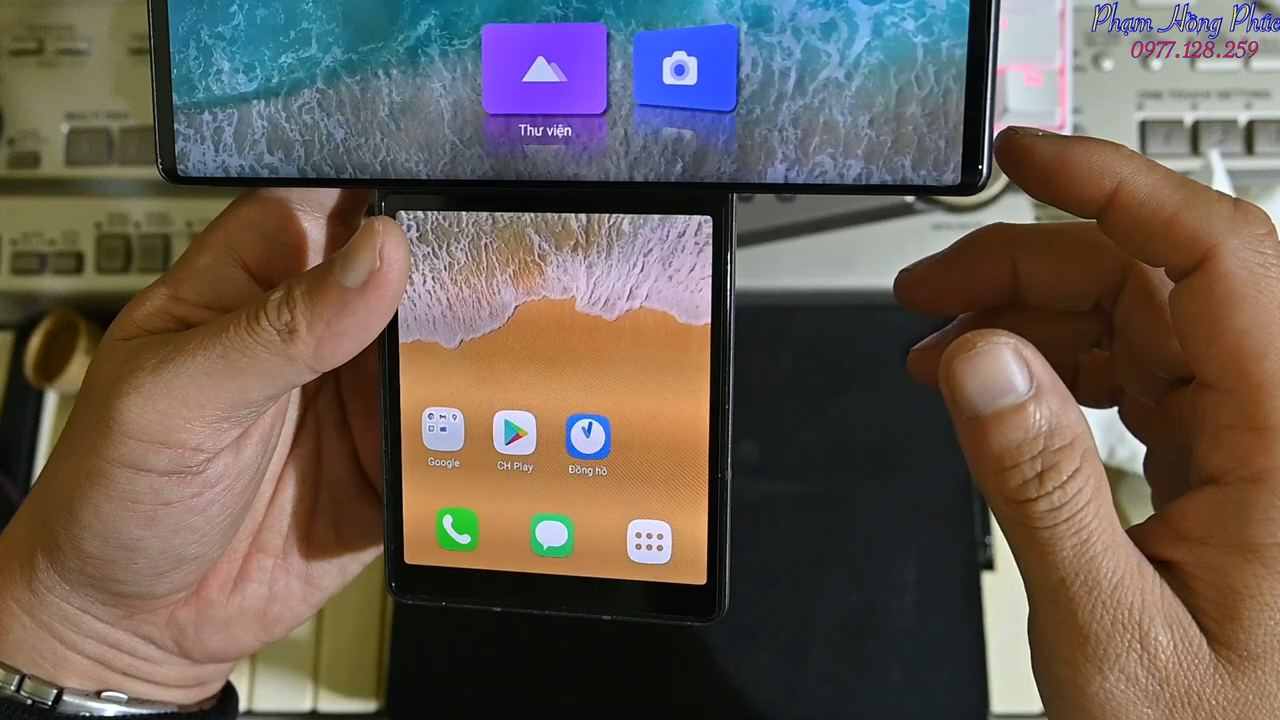 Phạm Hồng Phúc
0977.128.259
Thư viện
Google
CH Play
Đồng hồ